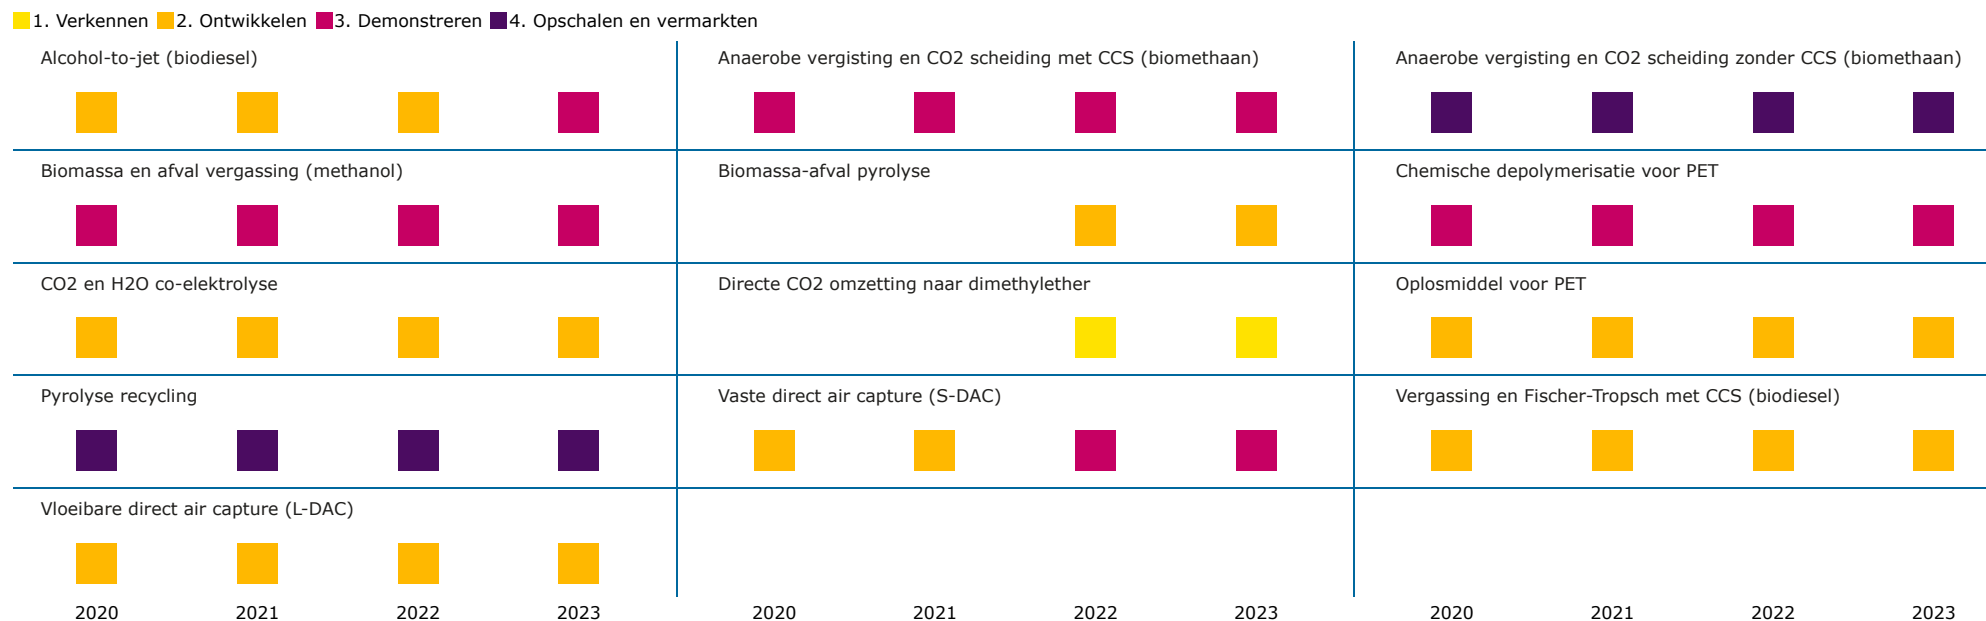 1. Verkennen 2. Ontwikkelen 3. Demonstreren 4. Opschalen en vermarkten
Alcohol-to-jet (biodiesel)
Anaerobe vergisting en CO2 scheiding met CCS (biomethaan)
Anaerobe vergisting en CO2 scheiding zonder CCS (biomethaan)
Biomassa en afval vergassing (methanol)
Biomassa-afval pyrolyse
Chemische depolymerisatie voor PET
CO2 en H2O co-elektrolyse
Directe CO2 omzetting naar dimethylether
Oplosmiddel voor PET
Pyrolyse recycling
Vaste direct air capture (S-DAC)
Vergassing en Fischer-Tropsch met CCS (biodiesel)
Vloeibare direct air capture (L-DAC)
2020 2021 2022 2023 2020 2021 2022 2023 2020 2021 2022 2023